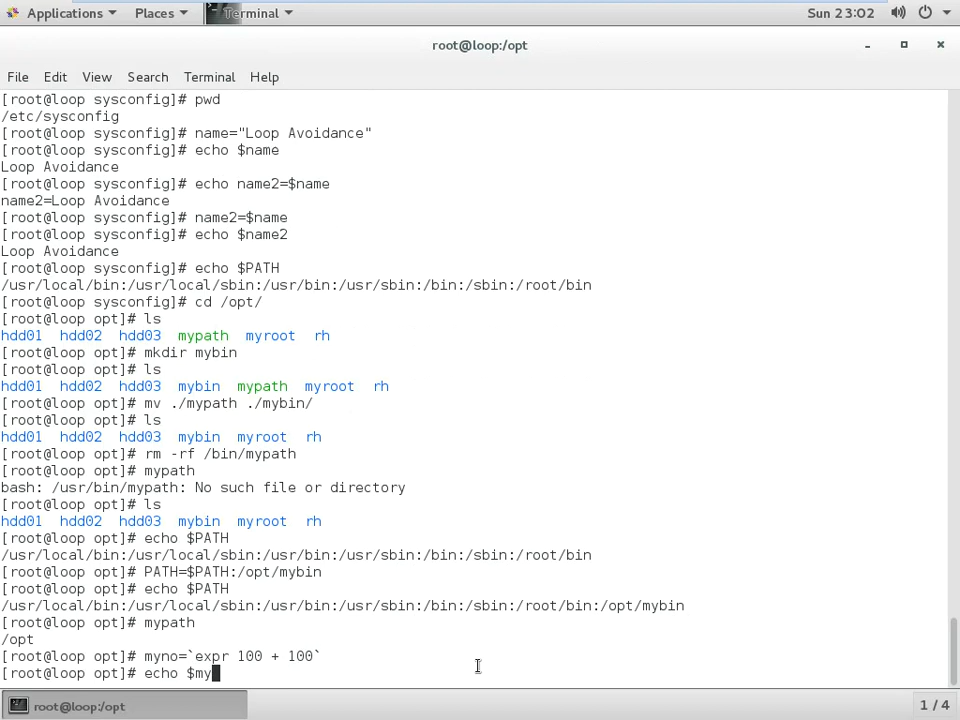 Applications Places Terminal Sun 23:02
root@loop:/opt
File Edit View Search Terminal Help
[root@loop sysconfig]# pwd
/etc/sysconfig
[root@loop sysconfig]# name="Loop Avoidance"
[root@loop sysconfig]# echo $name
Loop Avoidance
[root@loop sysconfig]# echo name2=$name
name2=Loop Avoidance
[root@loop sysconfig]# name2=$name
[root@loop sysconfig]# echo $name2
Loop Avoidance
[root@loop sysconfig]# echo $PATH
/usr/local/bin:/usr/local/sbin:/usr/bin:/usr/sbin:/bin:/sbin:/root/bin
[root@loop sysconfig]# cd /opt/
[root@loop opt]# ls
hdd01 hdd02 hdd03 mypath myroot rh
[root@loop opt]# mkdir mybin
[root@loop opt]# ls
hdd01 hdd02 hdd03 mybin mypath myroot rh
[root@loop opt]# mv ./mypath ./mybin/
[root@loop opt]# ls
hdd01 hdd02 hdd03 mybin myroot rh
[root@loop opt]# rm -rf /bin/mypath
[root@loop opt]# mypath
bash: /usr/bin/mypath: No such file or directory
[root@loop opt]# ls
hdd01 hdd02 hdd03 mybin myroot rh
[root@loop opt]# echo $PATH
/usr/local/bin:/usr/local/sbin:/usr/bin:/usr/sbin:/bin:/sbin:/root/bin
[root@loop opt]# PATH=$PATH:/opt/mybin
[root@loop opt]# echo $PATH
/usr/local/bin:/usr/local/sbin:/usr/bin:/usr/sbin:/bin:/sbin:/root/bin:/opt/mybin
[root@loop opt]# mypath
/opt
[root@loop opt]# myno=`expr 100 + 100`
[root@loop opt]# echo $my
root@loop:/opt 1 / 4